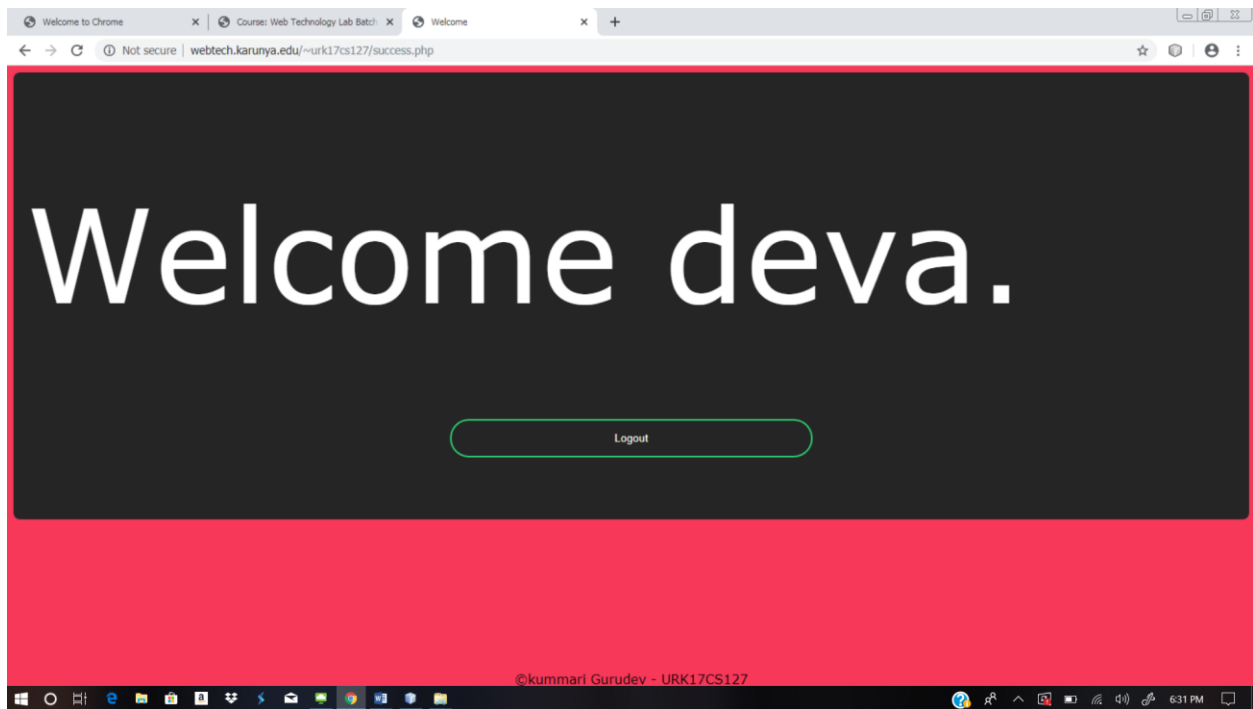 Welcome to Chrome
Course: Web Technology Lab Batch
Welcome
Not secure | webtech.karunya.edu/~urk17cs127/success.php
Welcome deva.
Logout
©kummari Gurudev - URK17CS127
6:31 PM